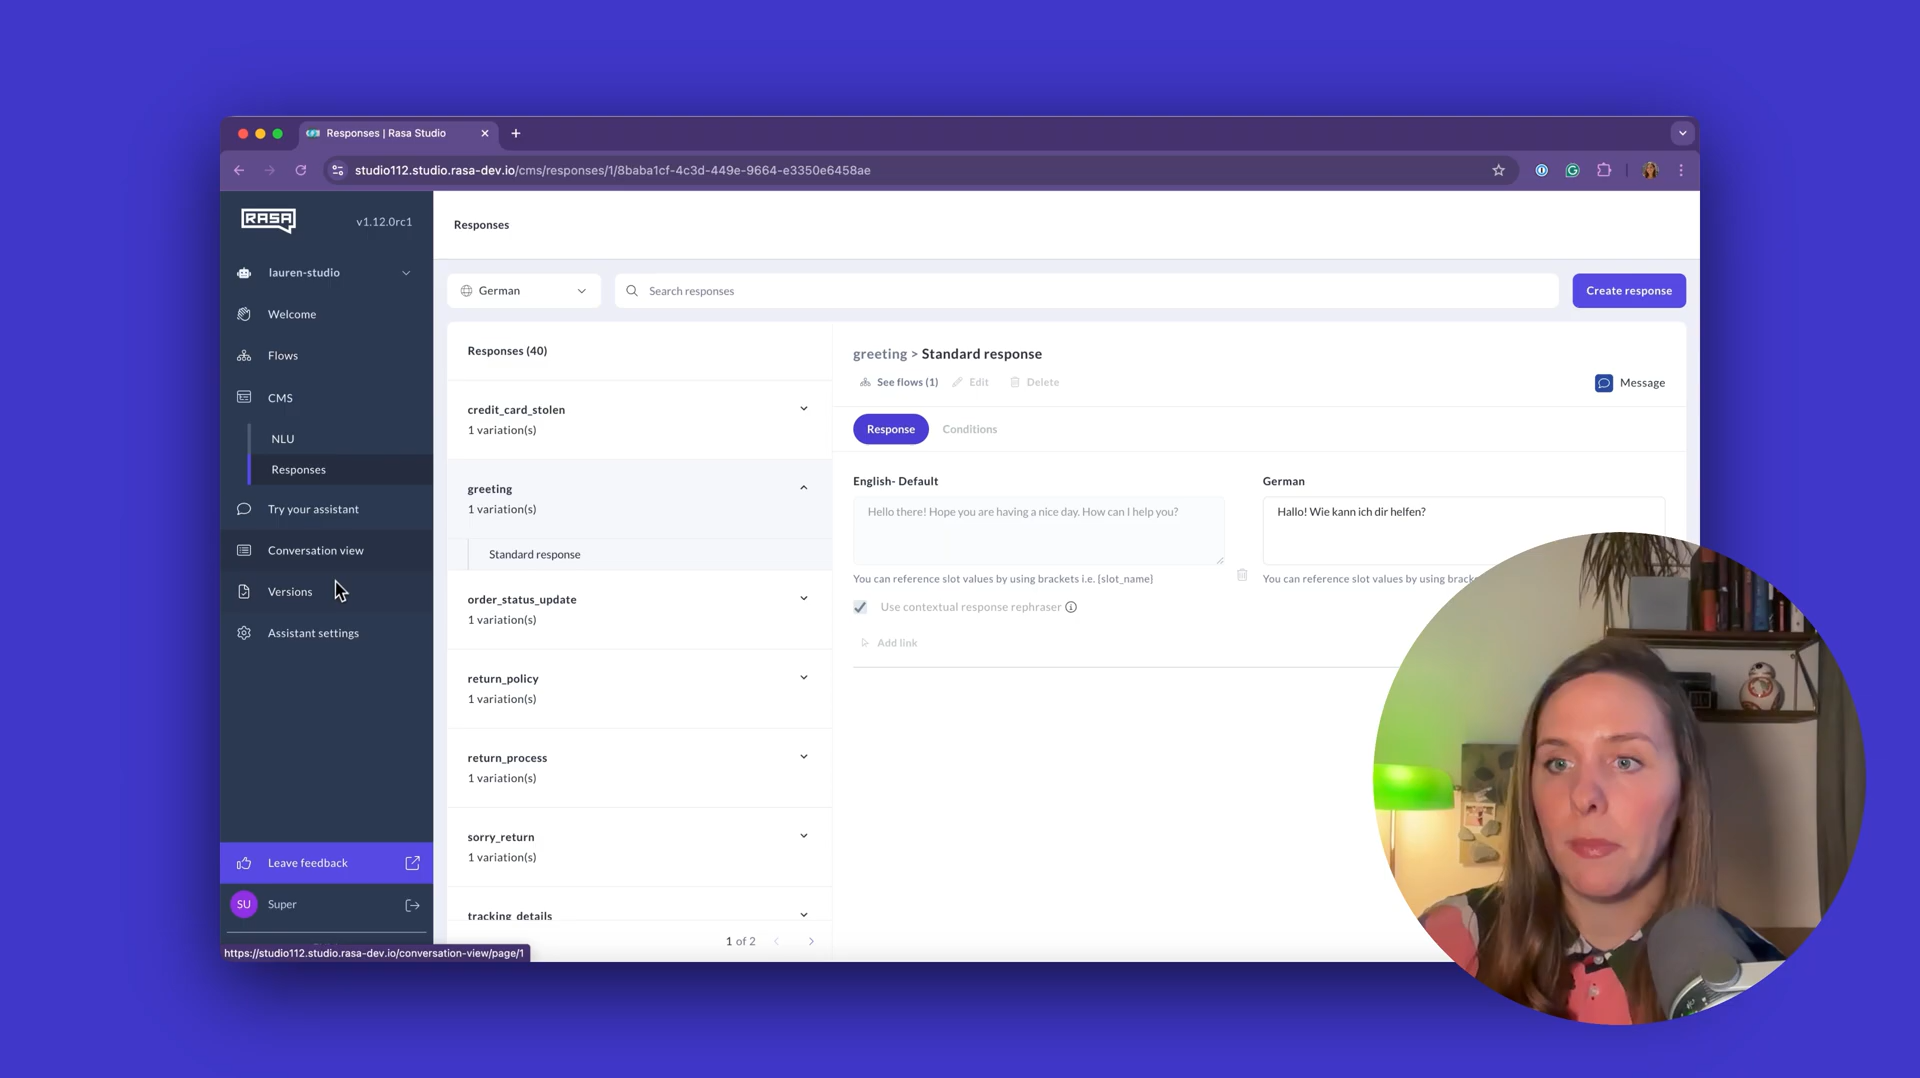 Responses | Rasa Studio
studio112.studio.rasa-dev.io/cms/responses/1/8baba1cf-4c3d-449e-9664-e3350e6458ae
RASA
v1.12.0rc1
lauren-studio
Welcome
Flows
CMS
NLU
Responses
Try your assistant
Conversation view
Versions
Assistant settings
Leave feedback
SU
Super
https://studio112.studio.rasa-dev.io/conversation-view/page/1
Responses
German
Search responses
Create response
Responses (40)
credit_card_stolen
1 variation(s)
greeting
1 variation(s)
Standard response
order_status_update
1 variation(s)
return_policy
1 variation(s)
return_process
1 variation(s)
sorry_return
1 variation(s)
tracking_details
1 of 2
greeting > Standard response
See flows (1)
Edit
Delete
Message
Response
Conditions
English- Default
Hello there! Hope you are having a nice day. How can I help you?
You can reference slot values by using brackets i.e. {slot_name}
Use contextual response rephraser
Add link
German
Hallo! Wie kann ich dir helfen?
You can reference slot values by using